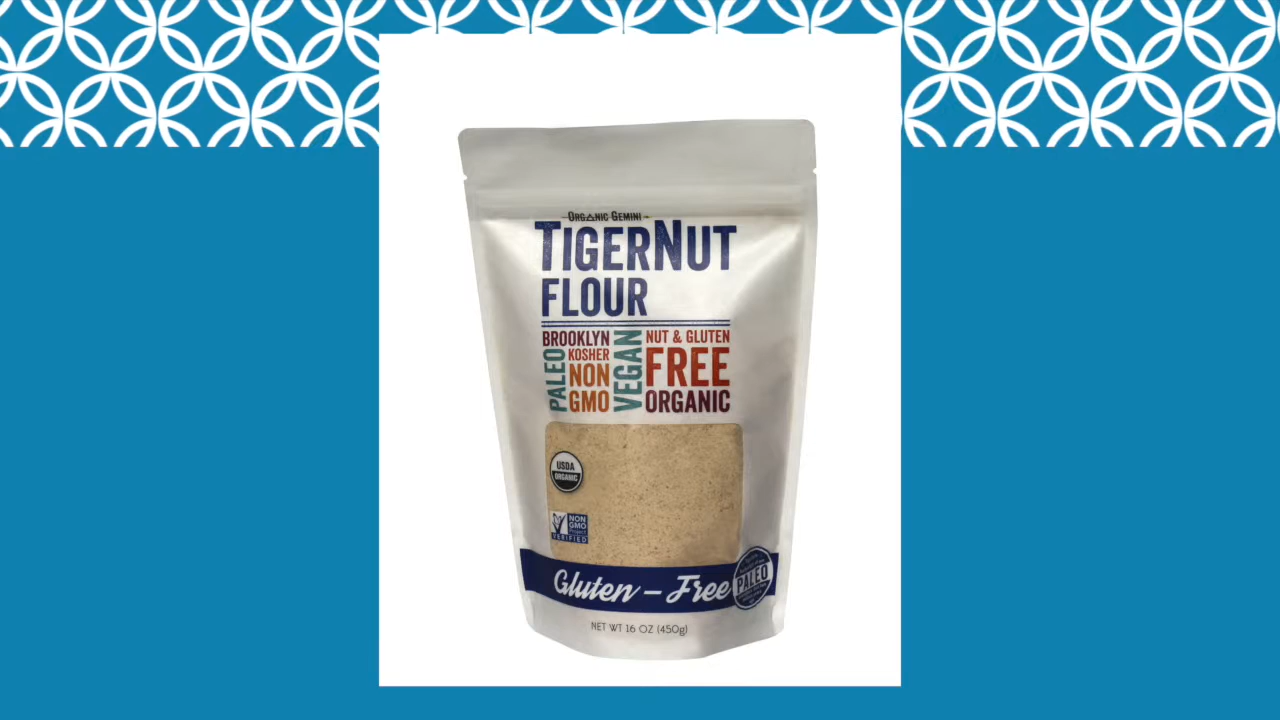 ORGANIC GEMINI
TIGERNUT
FLOUR
BROOKLYN
PALEO
KOSHER
NON
GMO
VEGAN
NUT & GLUTEN
FREE
ORGANIC
USDA
ORGANIC
NON
GMO
Project
VERIFIED
Gluten – Free
PALEO
NET WT 16 OZ (450g)